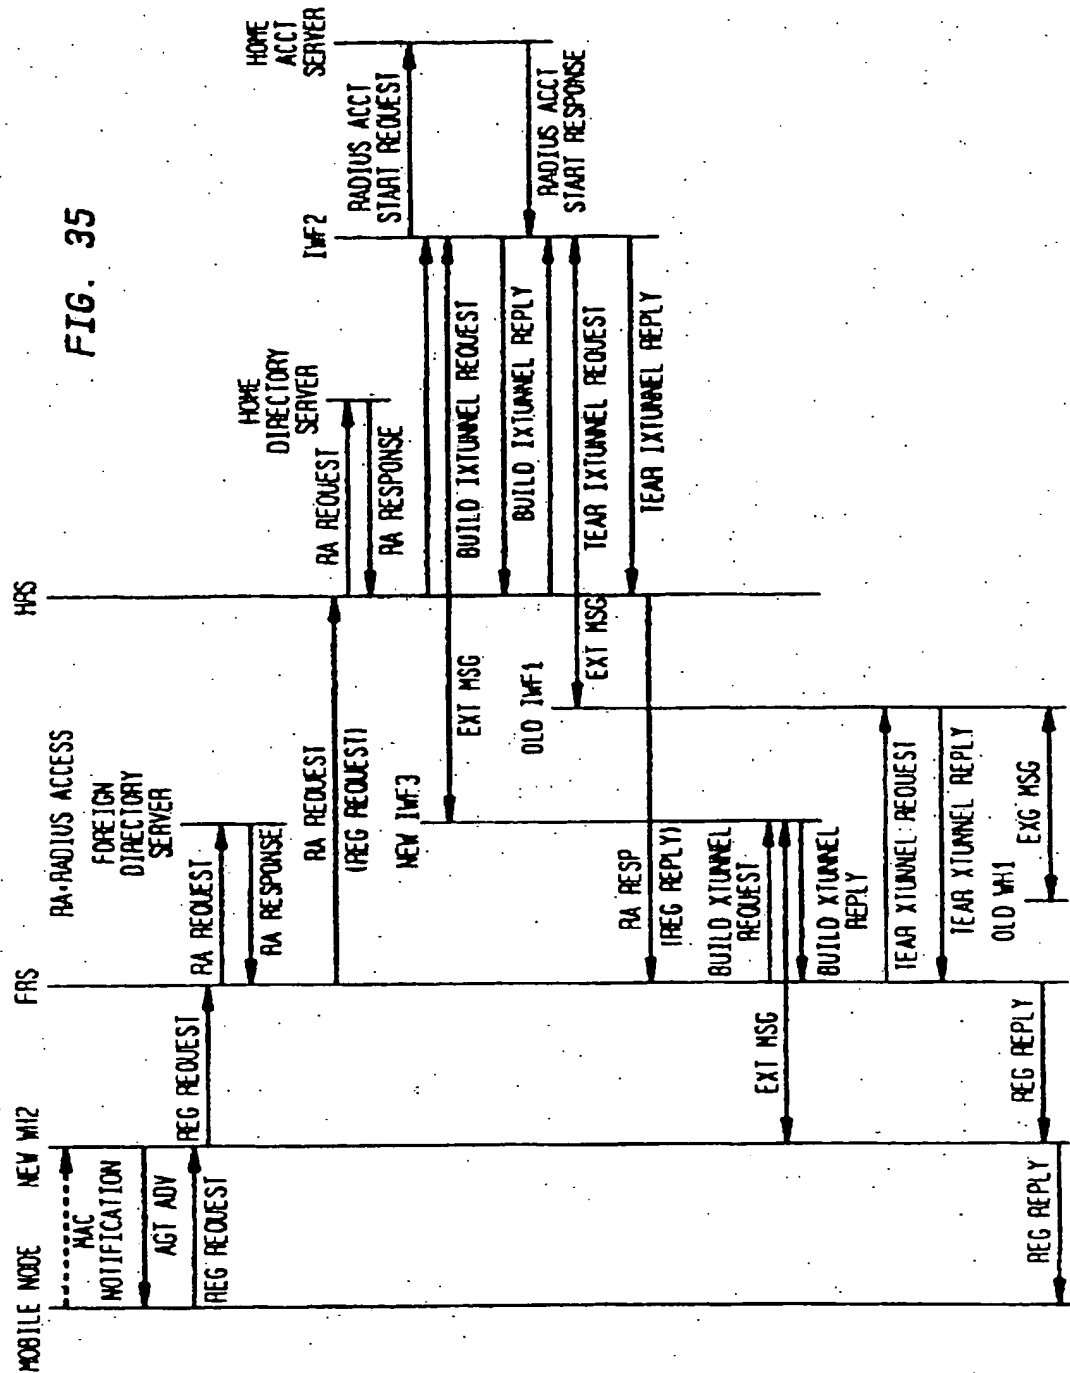 FIG. 35
MOBILE NODE
NEW WH2
FRS
RA-RADIUS ACCESS
FOREIGN
DIRECTORY
SERVER
HRS
HOME
DIRECTORY
SERVER
IWF2
HOME
ACCT
SERVER
MAC
NOTIFICATION
AGT ADV
REG REQUEST
REG REQUEST
RA REQUEST
RA RESPONSE
RA REQUEST
(REG REQUEST)
RA REQUEST
RA RESPONSE
RADIUS ACCT
START REQUEST
NEW IWF3
EXT MSG
BUILD IXTUNNEL REQUEST
BUILD IXTUNNEL REPLY
RADIUS ACCT
START RESPONSE
OLD IWF1
EXT MSG
TEAR IXTUNNEL REQUEST
TEAR IXTUNNEL REPLY
RA RESP
(REG REPLY)
BUILD XTUNNEL
REQUEST
EXT MSG
BUILD XTUNNEL
REPLY
TEAR XTUNNEL REQUEST
TEAR XTUNNEL REPLY
OLD WH1
EXG MSG
REG REPLY
REG REPLY